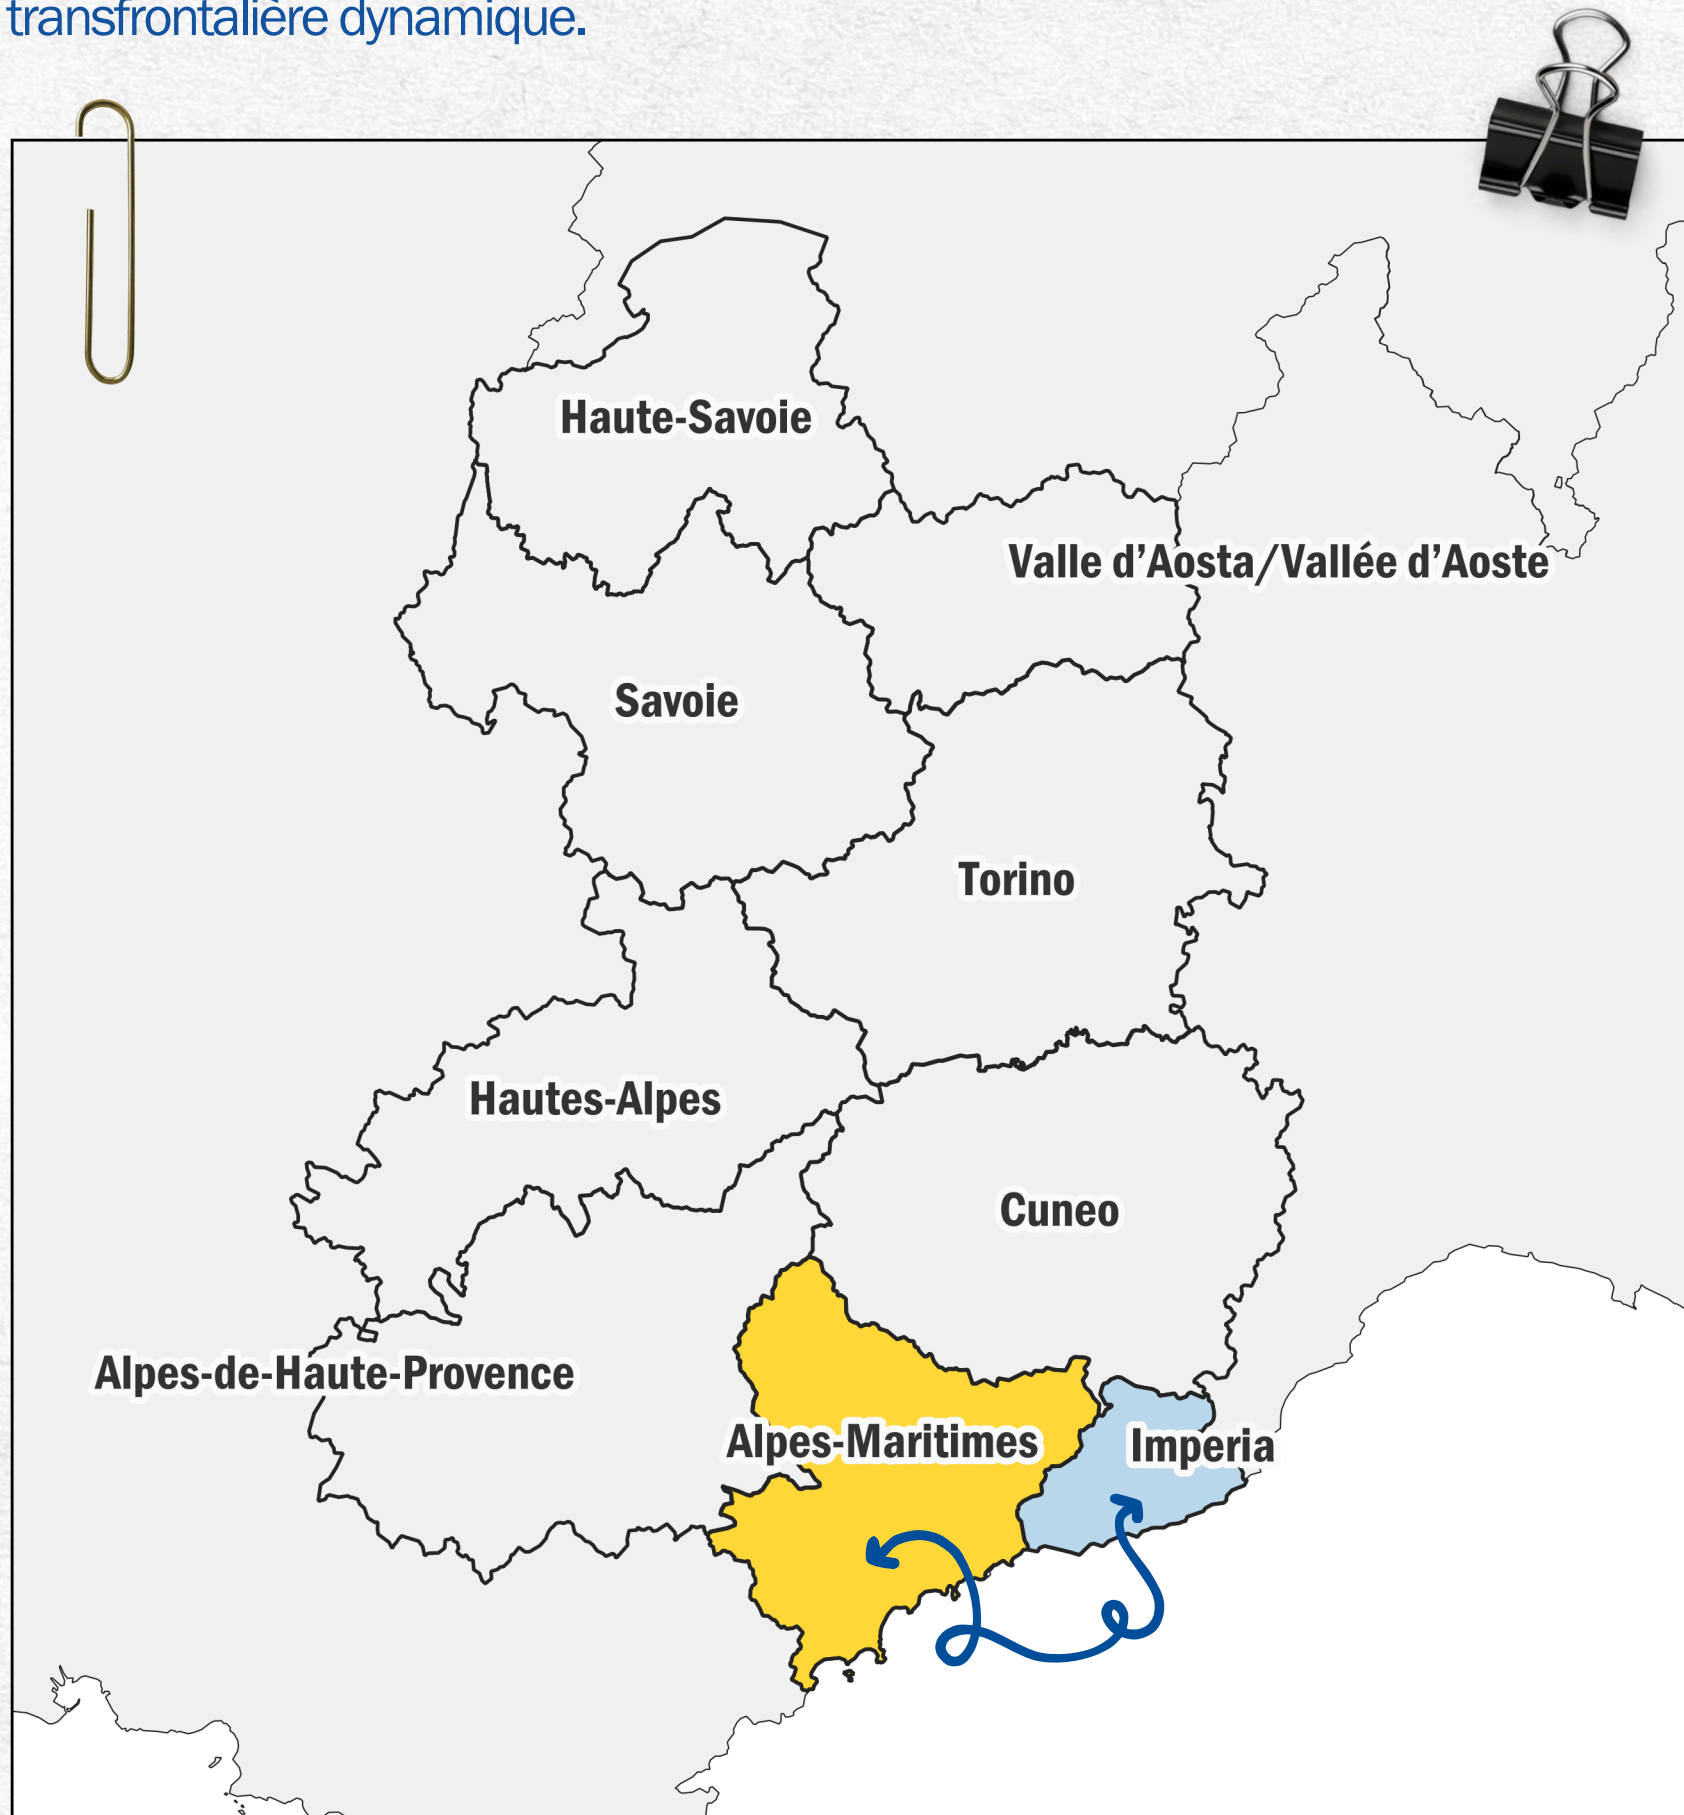 transfrontalière dynamique.
Haute-Savoie
Valle d’Aosta/Vallée d’Aoste
Savoie
Torino
Hautes-Alpes
Cuneo
Alpes-de-Haute-Provence
Alpes-Maritimes
Imperia